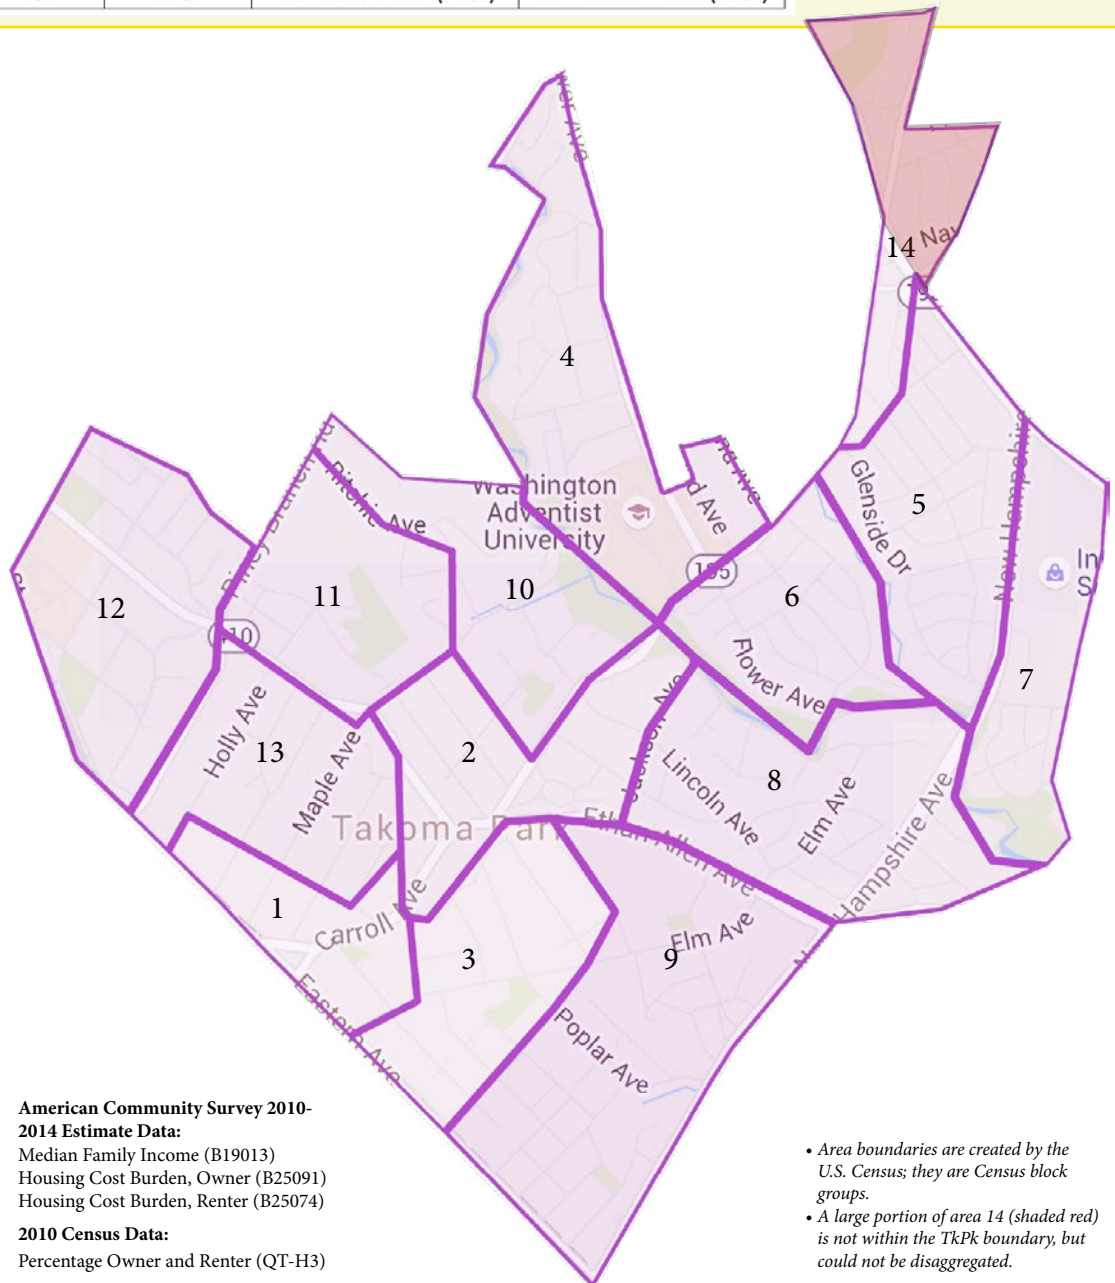 14
4
Washington
Adventist
University
Ritchie Ave
Glenside Dr
5
New Hampshire
12
11
10
6
Flower Ave
7
Holly Ave
13
Maple Ave
2
Jackson Ave
Lincoln Ave
8
Elm Ave
Takoma Park
Ethan Allen Ave
Hampshire Ave
1
Carroll Ave
3
Elm Ave
9
Eastern Ave
Poplar Ave
American Community Survey 2010-
2014 Estimate Data:
Median Family Income (B19013)
Housing Cost Burden, Owner (B25091)
Housing Cost Burden, Renter (B25074)
2010 Census Data:
Percentage Owner and Renter (QT-H3)
• Area boundaries are created by the
U.S. Census; they are Census block
groups.
• A large portion of area 14 (shaded red)
is not within the TkPk boundary, but
could not be disaggregated.